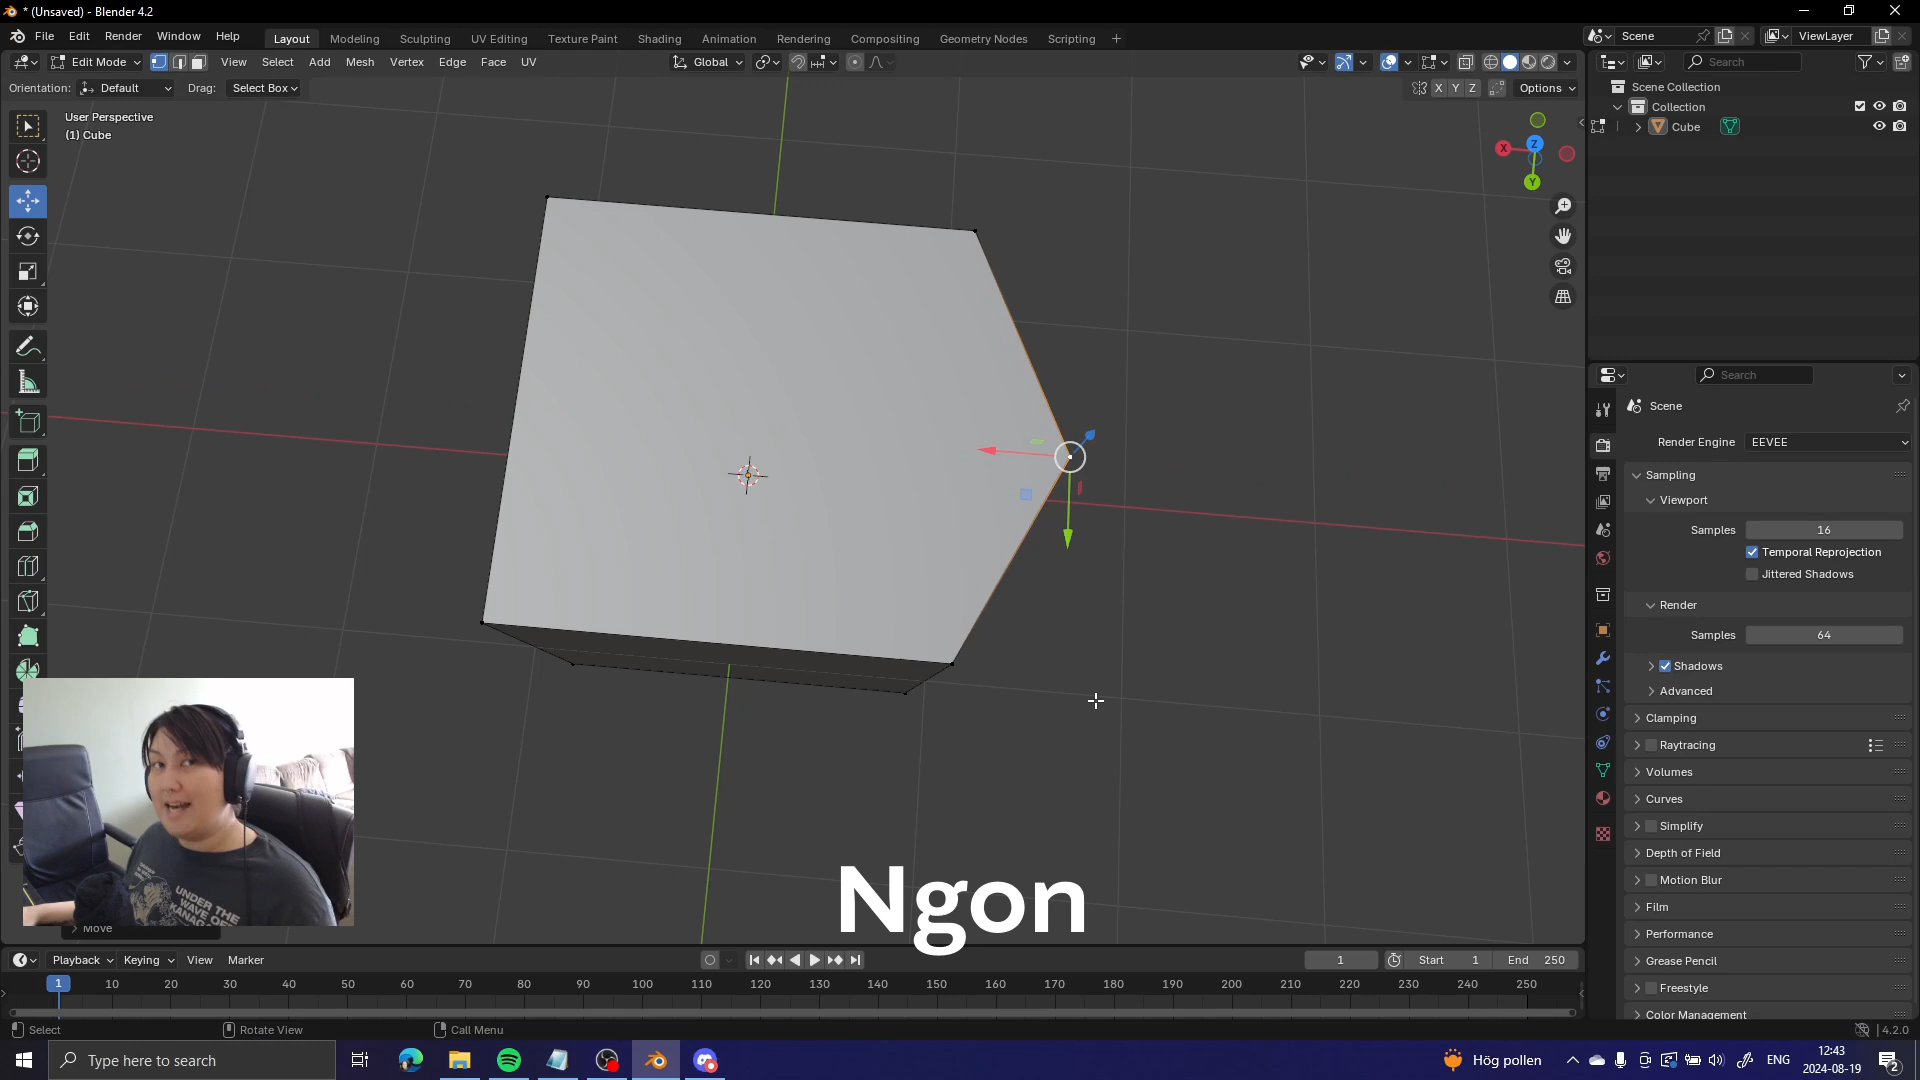 * (Unsaved) - Blender 4.2
File Edit Render Window Help
Layout Modeling Sculpting UV Editing Texture Paint Shading Animation Rendering Compositing Geometry Nodes Scripting +
Scene
ViewLayer
Edit Mode
View Select Add Mesh Vertex Edge Face UV
Global
Search
Orientation: Default Drag: Select Box
X Y Z Options
Scene Collection
Collection
Cube
User Perspective
(1) Cube
X
Z
Y
Search
Scene
Render Engine EEVEE
Sampling
Viewport
Samples 16
Temporal Reprojection
Jittered Shadows
Render
Samples 64
Shadows
Advanced
Clamping
Raytracing
Volumes
Curves
Simplify
Depth of Field
Motion Blur
Film
Performance
Grease Pencil
Freestyle
Color Management
UNDER THE
WAVE OF
KANAG
Move
Ngon
Playback Keying View Marker
1 Start 1 End 250
1 10 20 30 40 50 60 70 80 90 100 110 120 130 140 150 160 170 180 190 200 210 220 230 240 250
Select Rotate View Call Menu
4.2.0
Type here to search
Hög pollen
ENG
12:43
2024-08-19
2